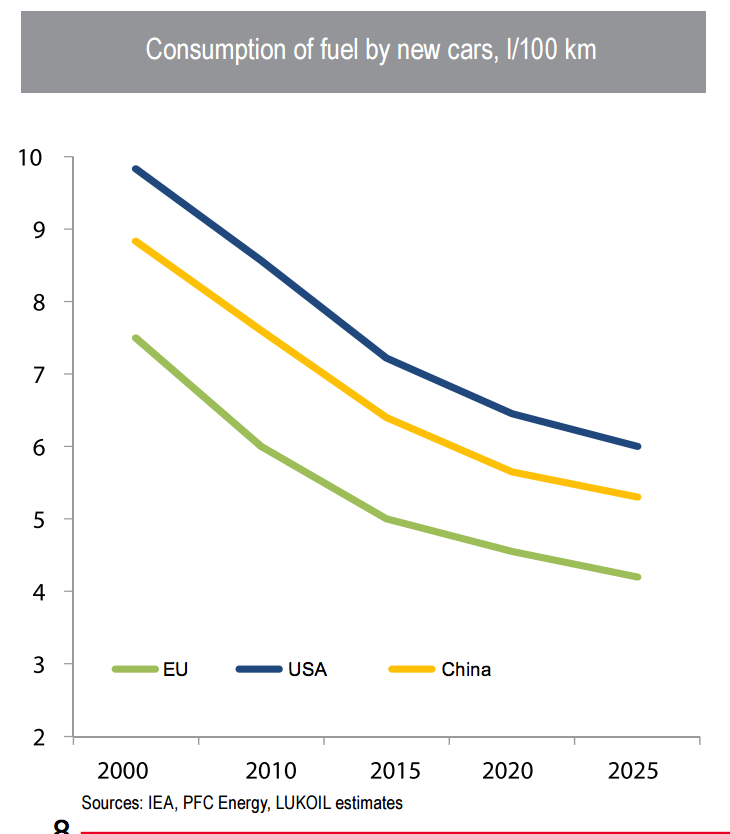 Consumption of fuel by new cars, l/100 km
10
9
8
7
6
5
4
3
EU USA China
2
2000 2010 2015 2020 2025
Sources: IEA, PFC Energy, LUKOIL estimates
8